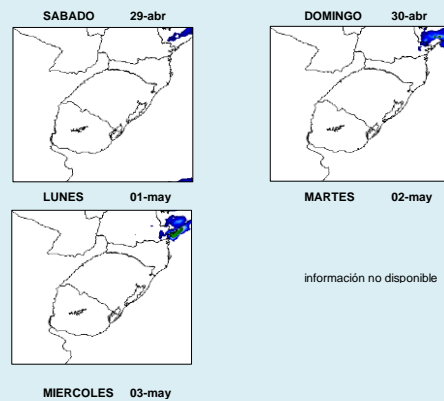 SABADO 29-abr
DOMINGO 30-abr
LUNES 01-may
MARTES 02-may
información no disponible
MIERCOLES 03-may